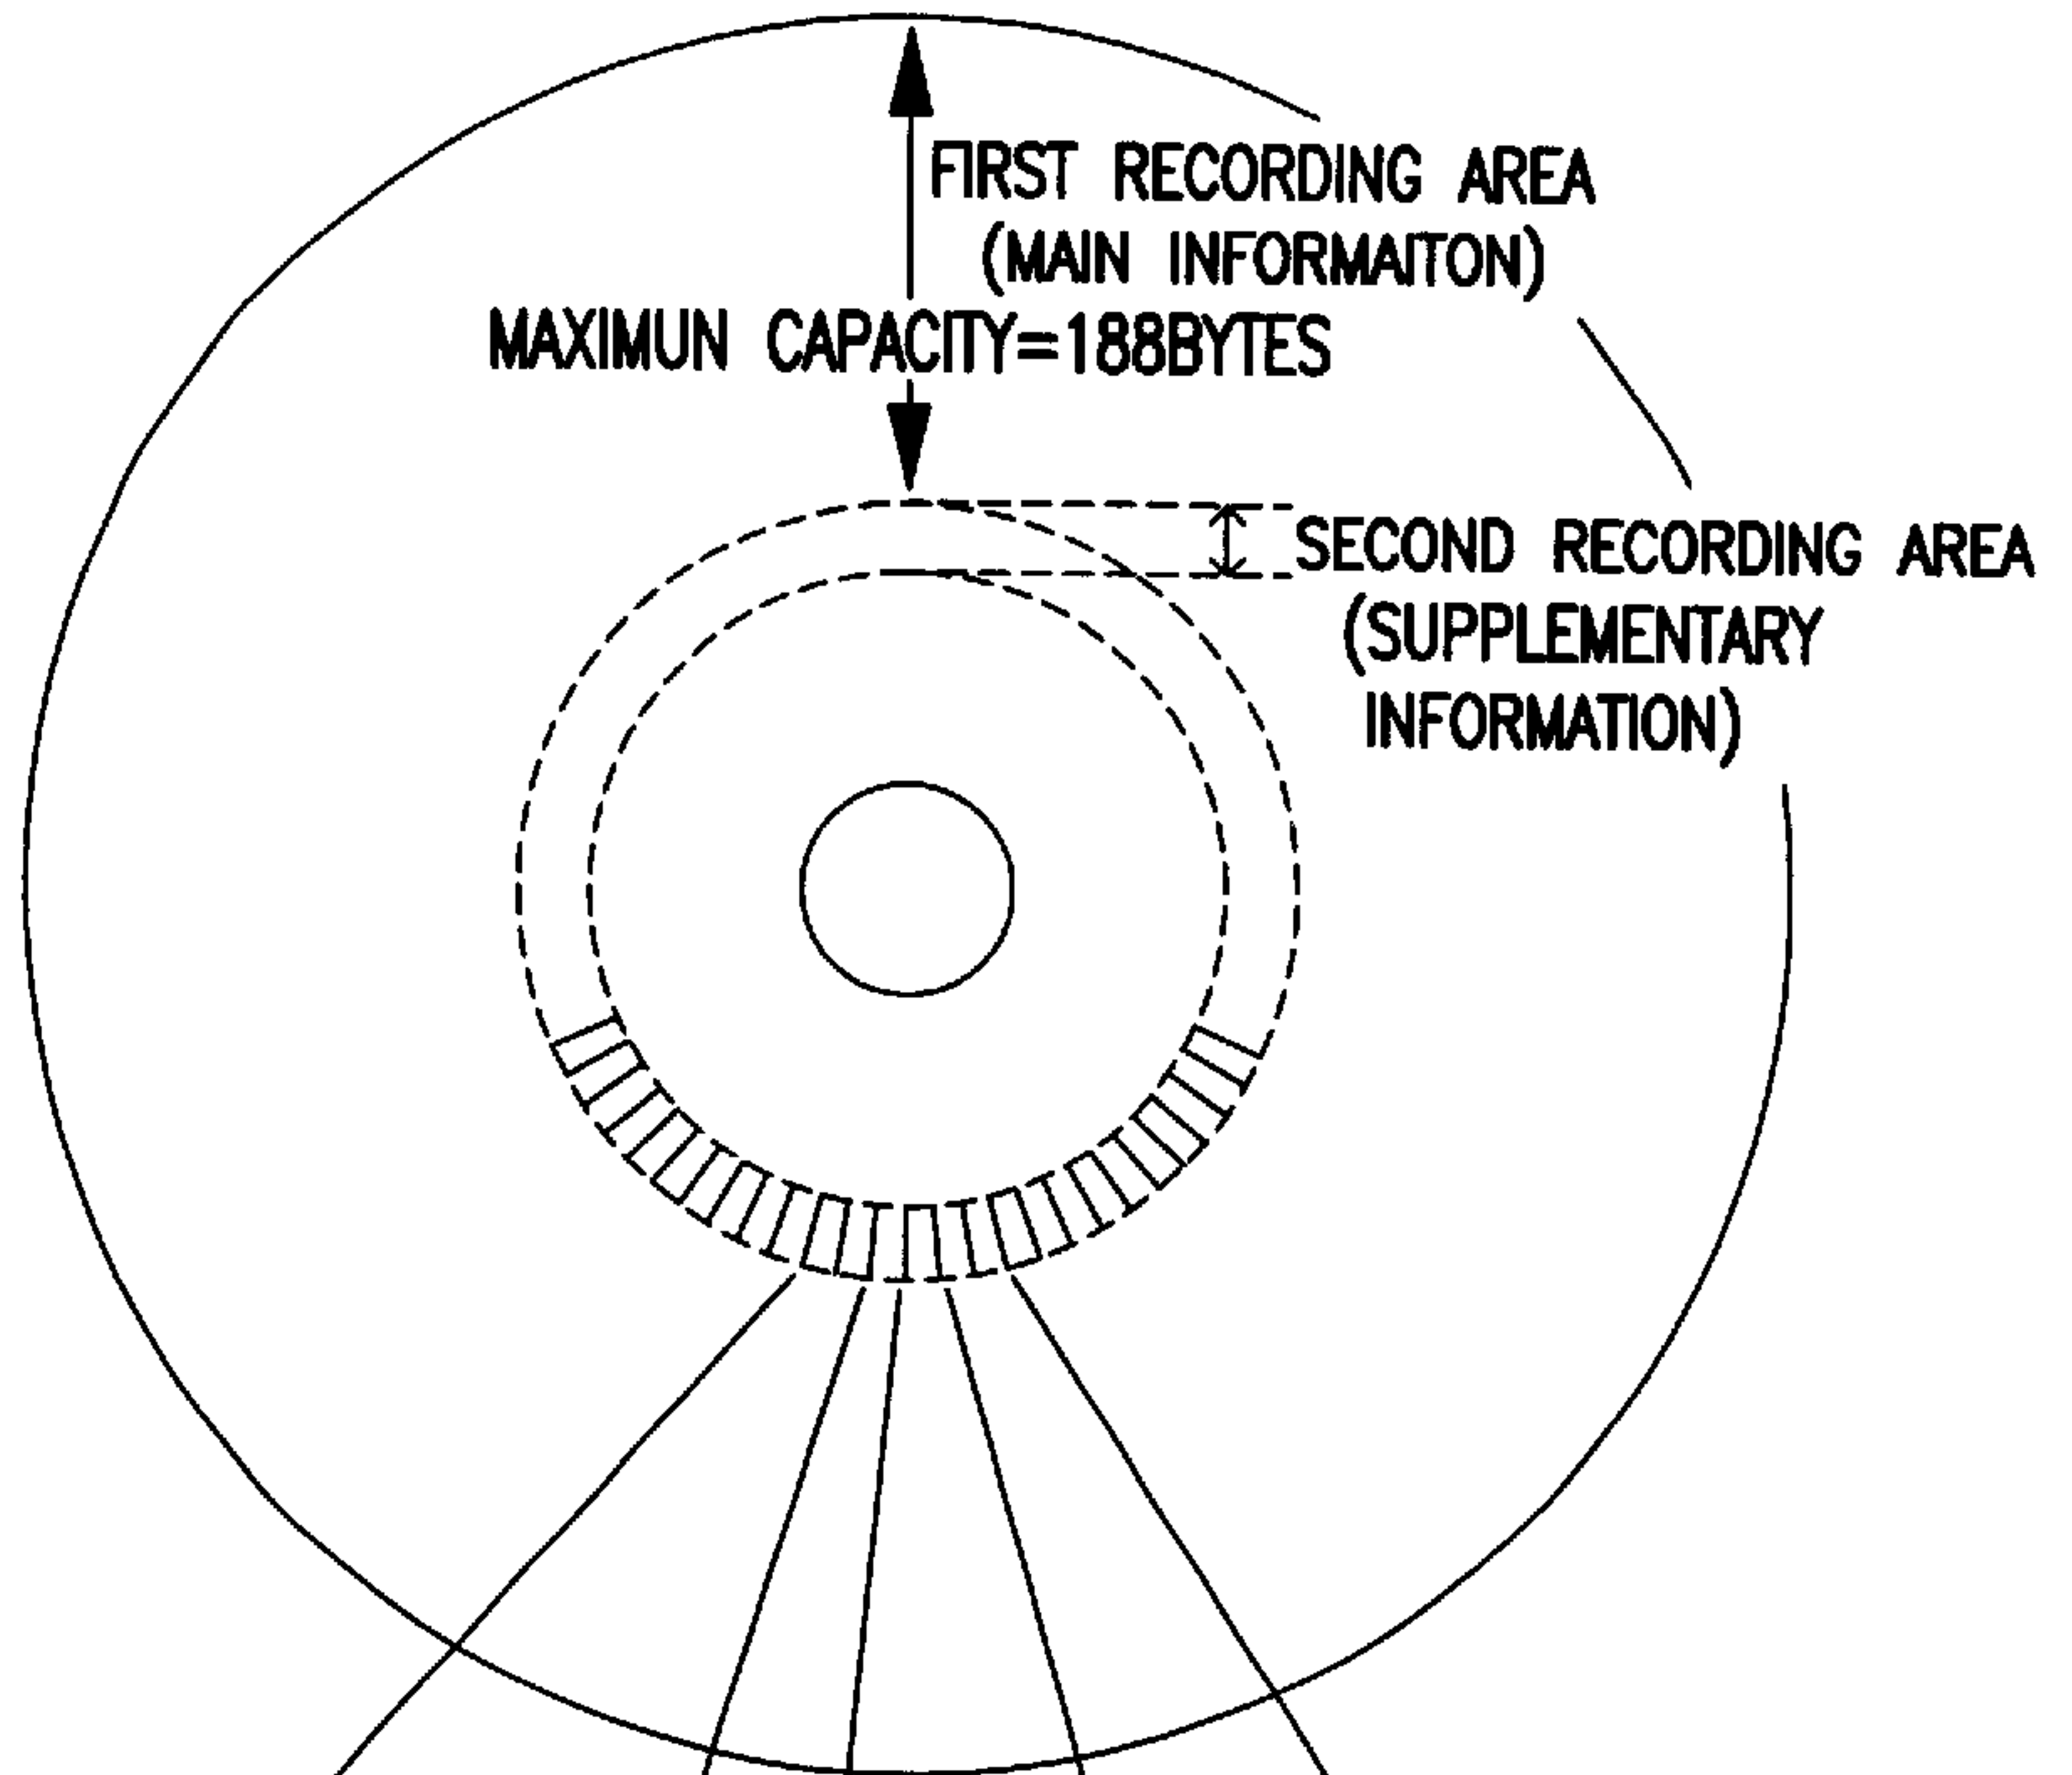 FIRST RECORDING AREA
(MAIN INFORMAITON)
MAXIMUN CAPACITY=188BYTES
SECOND RECORDING AREA
(SUPPLEMENTARY
INFORMATION)